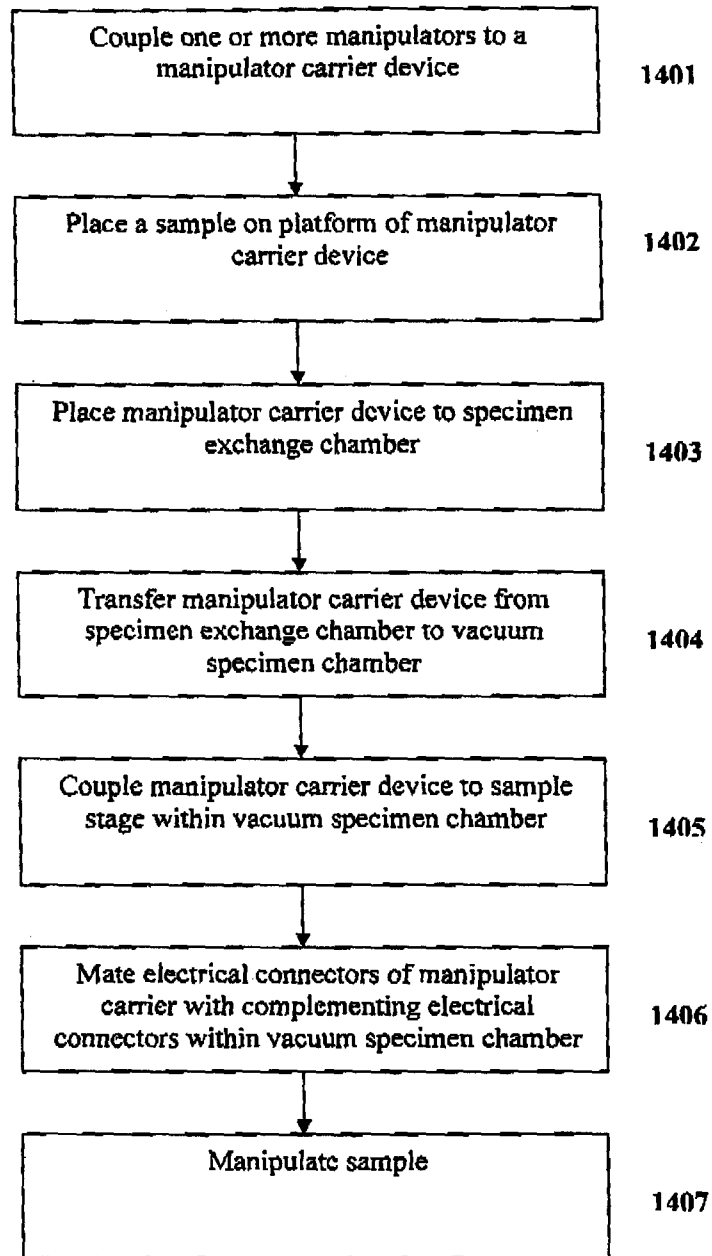 Couple one or more manipulators to a
manipulator carrier device
1401
Place a sample on platform of manipulator
carrier device
1402
Place manipulator carrier device to specimen
exchange chamber
1403
Transfer manipulator carrier device from
specimen exchange chamber to vacuum
specimen chamber
1404
Couple manipulator carrier device to sample
stage within vacuum specimen chamber
1405
Mate electrical connectors of manipulator
carrier with complementing electrical
connectors within vacuum specimen chamber
1406
Manipulate sample
1407